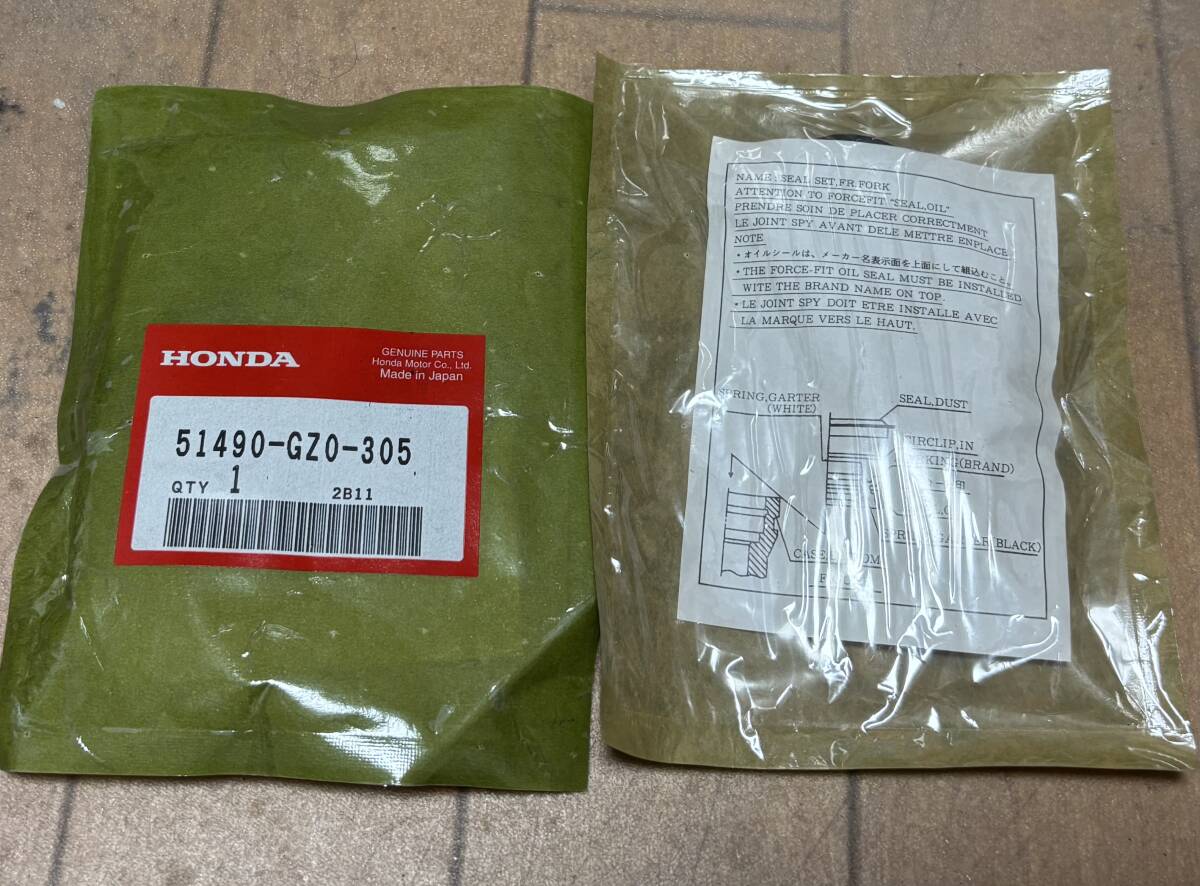 HONDA
GENUINE PARTS
Honda Motor Co., Ltd.
Made in Japan
51490-GZ0-305
QTY 1
2B11
NAME : SEAL SET,FR.FORK
ATTENTION TO FORCEFIT "SEAL,OIL"
PRENDRE SOIN DE PLACER CORRECTMENT
LE JOINT SPY AVANT DELE METTRE ENPLACE
NOTE
・オイルシールは、メーカー名表示面を上面にして組込むこと。
・THE FORCE-FIT OIL SEAL MUST BE INSTALLED
WITE THE BRAND NAME ON TOP.
・LE JOINT SPY DOIT ETRE INSTALLE AVEC
LA MARQUE VERS LE HAUT.
SPRING,GARTER
(WHITE)
SEAL,DUST
CIRCLIP,IN
KING(BRAND)
印
(BLACK)
CASE,